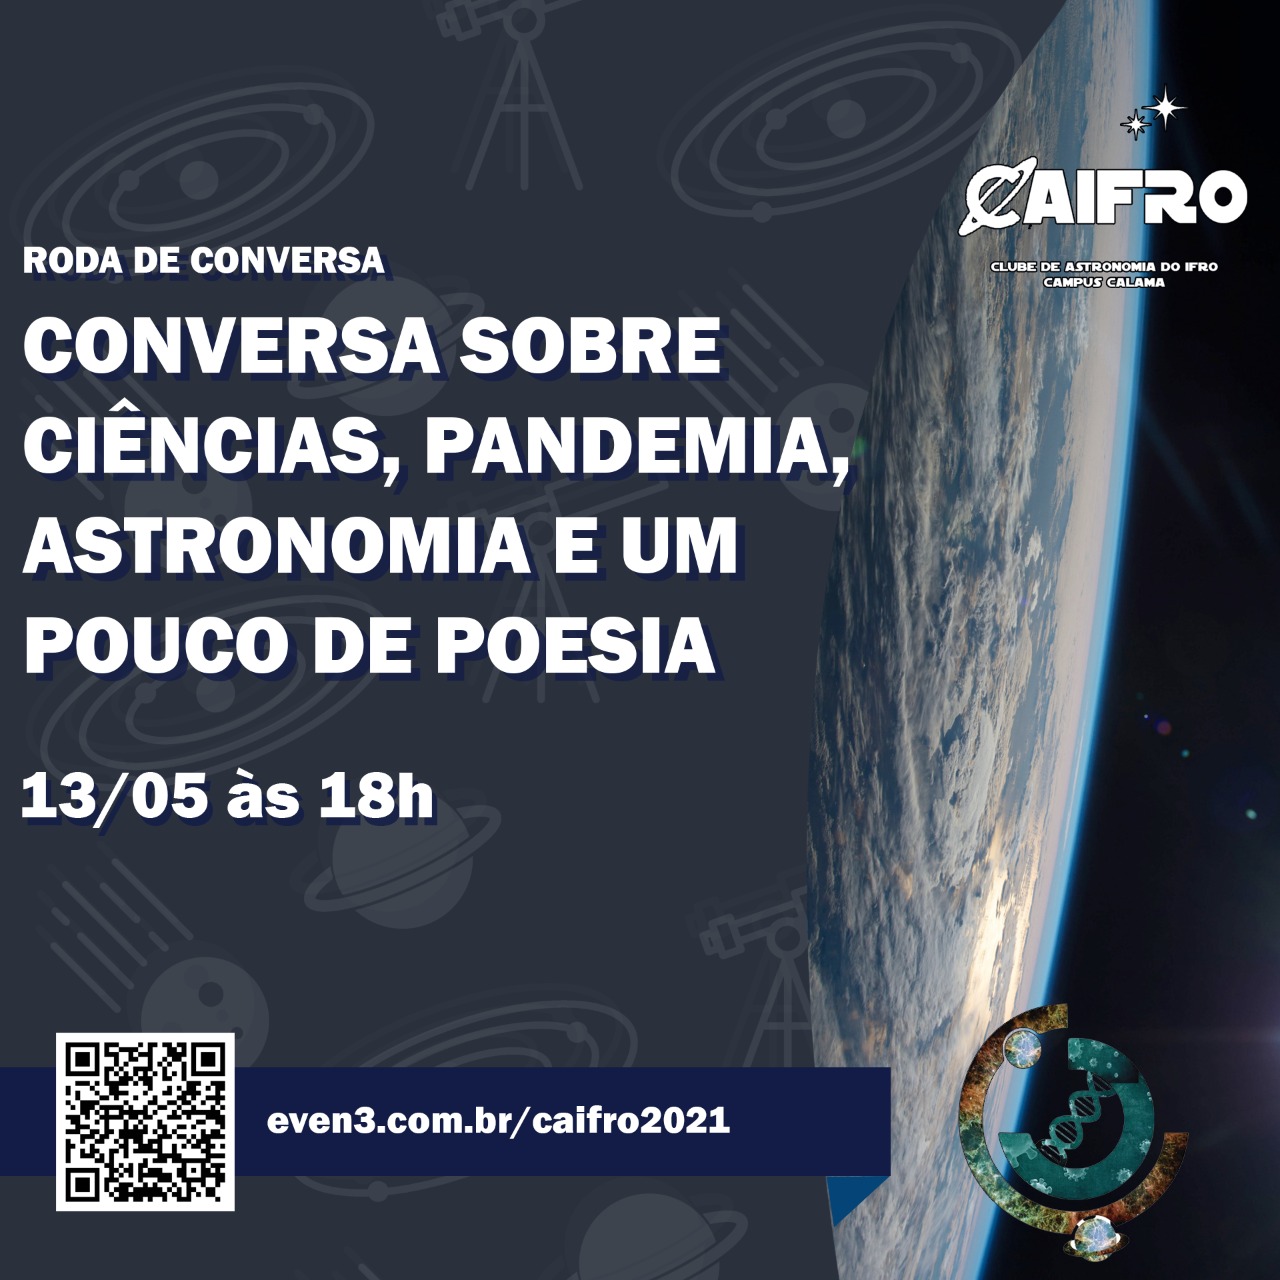 RODA DE CONVERSA
CONVERSA SOBRE
CIÊNCIAS, PANDEMIA,
ASTRONOMIA E UM
POUCO DE POESIA
13/05 às 18h
CAIFRO
CLUBE DE ASTRONOMIA DO IFRO
CAMPUS CALAMA
even3.com.br/caifro2021